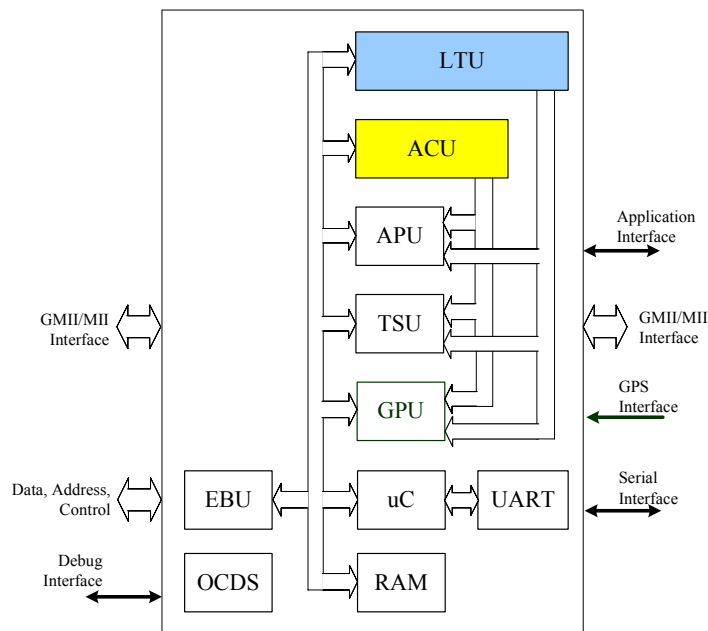 LTU
ACU
APU
Application
Interface
GMII/MII
Interface
TSU
GMII/MII
Interface
GPU
GPS
Interface
Data, Address,
Control
EBU
uC
UART
Serial
Interface
Debug
Interface
OCDS
RAM